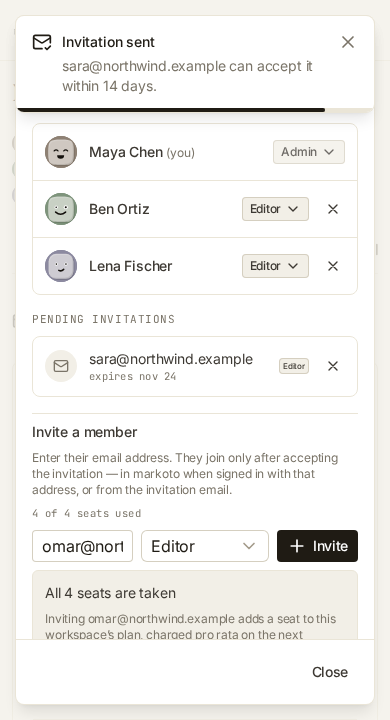 Invitation sent
sara@northwind.example can accept it
within 14 days.
Maya Chen (you)
Admin
Ben Ortiz
Editor
Lena Fischer
Editor
PENDING INVITATIONS
sara@northwind.example
Editor
expires nov 24
Invite a member
Enter their email address. They join only after accepting
the invitation — in markoto when signed in with that
address, or from the invitation email.
4 of 4 seats used
omar@nort
Editor
Invite
All 4 seats are taken
Inviting omar@northwind.example adds a seat to this
workspace's plan, charged pro rata on the next
Close